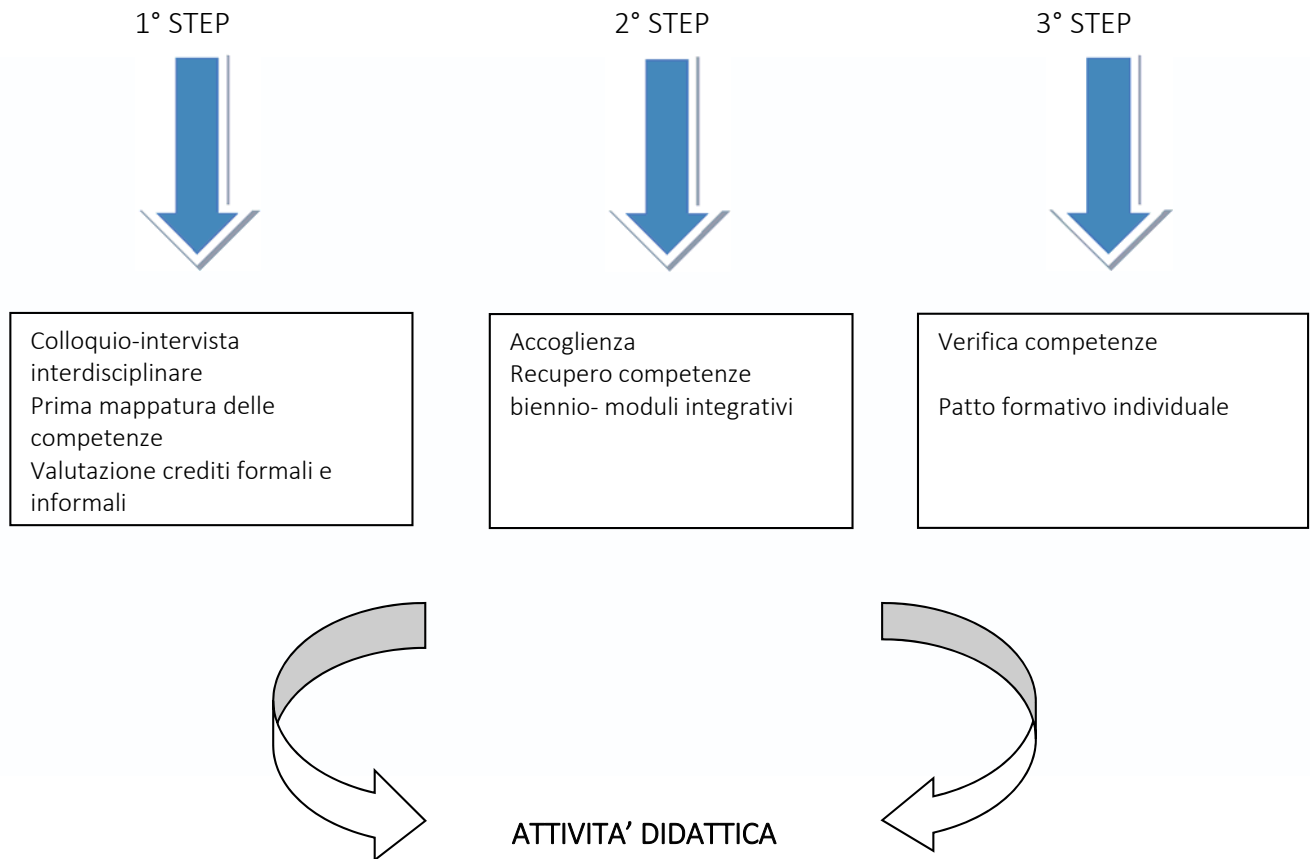 1° STEP
2° STEP
3° STEP
Colloquio-intervista
interdisciplinare
Prima mappatura delle
competenze
Valutazione crediti formali e
informali
Accoglienza
Recupero competenze
biennio- moduli integrativi
Verifica competenze
Patto formativo individuale
ATTIVITA’ DIDATTICA